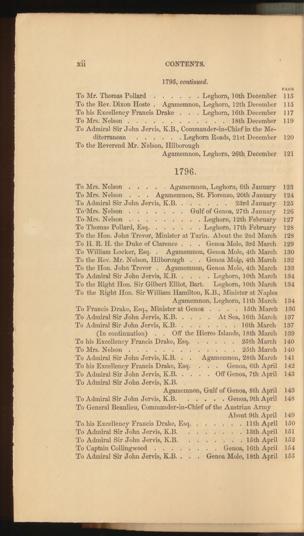 xii CONTENTS.
1795, continued.
PAGE
To Mr. Thomas Pollard . . . . . . Leghorn, 10th December 115
To the Rev. Dixon Hoste . Agamemnon, Leghorn, 12th December 115
To his Excellency Francis Drake . . . Leghorn, 16th December 117
To Mrs. Nelson . . . . . . . . . . . . 18th December 119
To Admiral Sir John Jervis, K.B., Commander-in-Chief in the Me-
diterranean . . . . . . . Leghorn Roads, 21st December 120
To the Reverend Mr. Nelson, Hilborough
Agamemnon, Leghorn, 26th December 121
1796.
To Mrs. Nelson . . . . . Agamemnon, Leghorn, 6th January 123
To Mrs. Nelson . . . Agamemnon, St. Fiorenzo, 20th January 124
To Admiral Sir John Jervis, K.B. . . . . . . 23rd January 125
To Mrs. Nelson . . . . . . . Gulf of Genoa, 27th January 126
To Mrs. Nelson . . . . . . . . . Leghorn, 12th February 127
To Thomas Pollard, Esq. . . . . . . Leghorn, 17th February 128
To the Hon. John Trevor, Minister at Turin. About the 2nd March 128
To H. R. H. the Duke of Clarence . . . Genoa Mole, 3rd March 129
To William Locker, Esq. . Agamemnon, Genoa Mole, 4th March 130
To the Rev. Mr. Nelson, Hilborough . . Genoa Mole, 4th March 132
To the Hon. John Trevor . Agamemnon, Genoa Mole, 4th March 133
To Admiral Sir John Jervis, K.B. . . . . Leghorn, 10th March 134
To the Right Hon. Sir Gilbert Elliot, Bart. Leghorn, 10th March 134
To the Right Hon. Sir William Hamilton, K.B., Minister at Naples
Agamemnon, Leghorn, 11th March 134
To Francis Drake, Esq., Minister at Genoa . . . . . 15th March 136
To Admiral Sir John Jervis, K.B. . . . . . At Sea, 16th March 137
To Admiral Sir John Jervis, K.B. . . . . . . . 16th March 137
(In continuation) . . Off the Hieres Islands, 18th March 139
To his Excellency Francis Drake, Esq. . . . . . . 25th March 140
To Mrs. Nelson . . . . . . . . . . . . . 25th March 140
To Admiral Sir John Jervis, K.B. . . . Agamemnon, 28th March 141
To his Excellency Francis Drake, Esq. . . . . Genoa, 6th April 142
To Admiral Sir John Jervis, K.B. . . . . Off Genoa, 7th April 143
To Admiral Sir John Jervis, K.B.
Agamemnon, Gulf of Genoa, 8th April 143
To Admiral Sir John Jervis, K.B. . . . . . . Genoa, 9th April 148
To General Beaulieu, Commander-in-Chief of the Austrian Army
About 9th April 149
To his Excellency Francis Drake, Esq. . . . . . . 11th April 150
To Admiral Sir John Jervis, K.B. . . . . . . . 13th April 151
To Admiral Sir John Jervis, K.B. . . . . . . . 15th April 152
To Captain Collingwood . . . . . . . . Genoa, 16th April 154
To Admiral Sir John Jervis, K.B. . . . Genoa Mole, 18th April 155